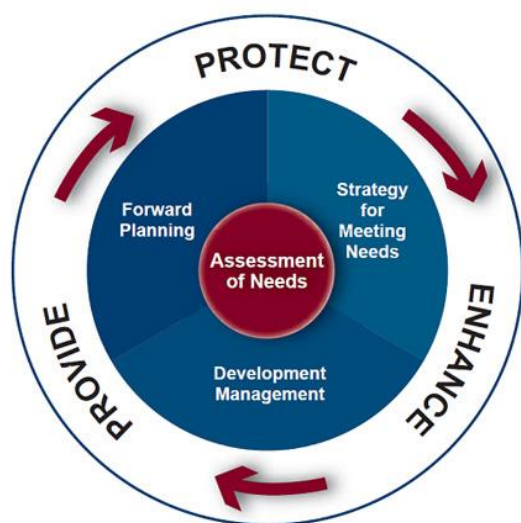 PROTECT
Forward
Planning
Strategy
for
Meeting
Needs
Assessment
of Needs
Development
Management
ENHANCE
PROVIDE